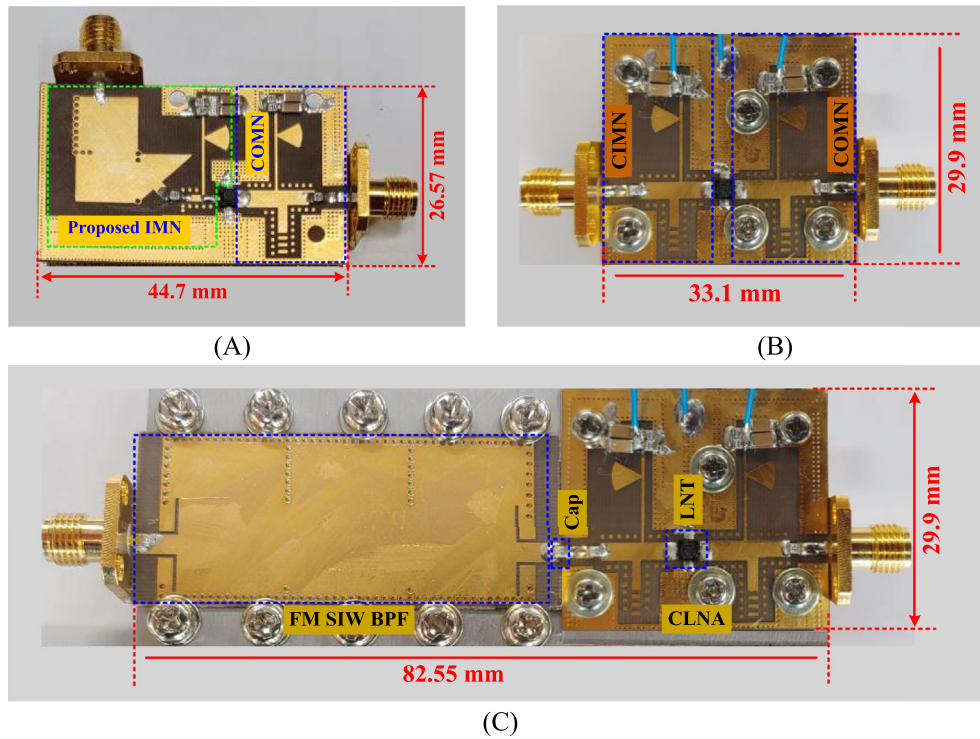 COMN
Proposed IMN
26.57 mm
44.7 mm
(A)
CIMN
COMN
29.9 mm
33.1 mm
(B)
Cap
LNT
FM SIW BPF
CLNA
29.9 mm
82.55 mm
(C)